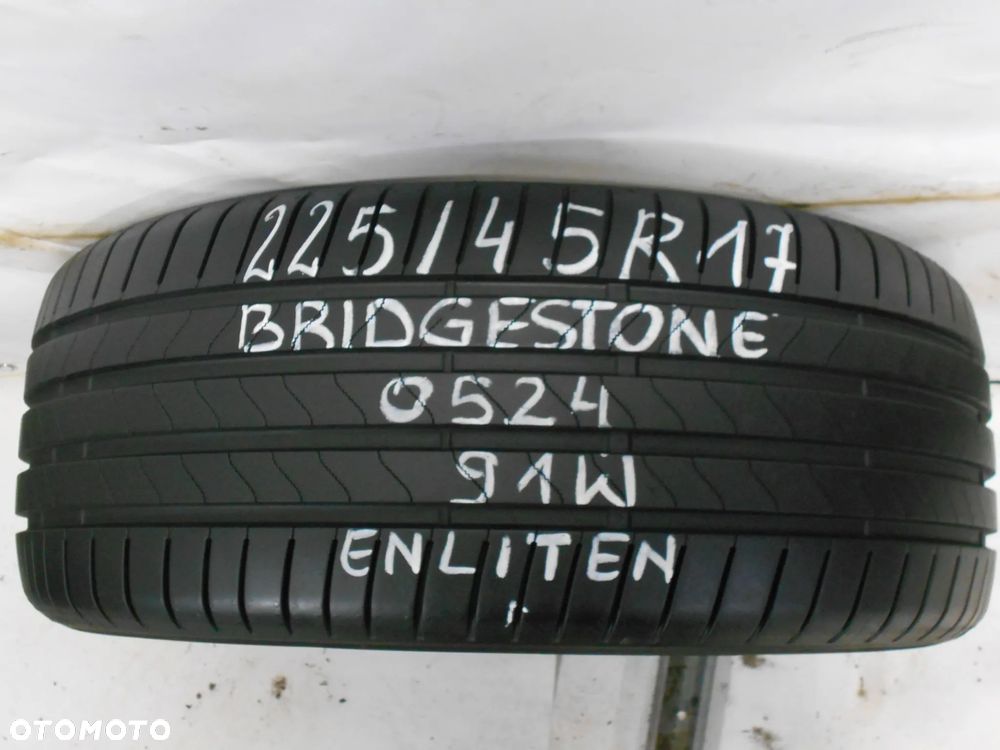 225/45R17
BRIDGESTONE
0524
91W
ENLITEN
OTOMOTO